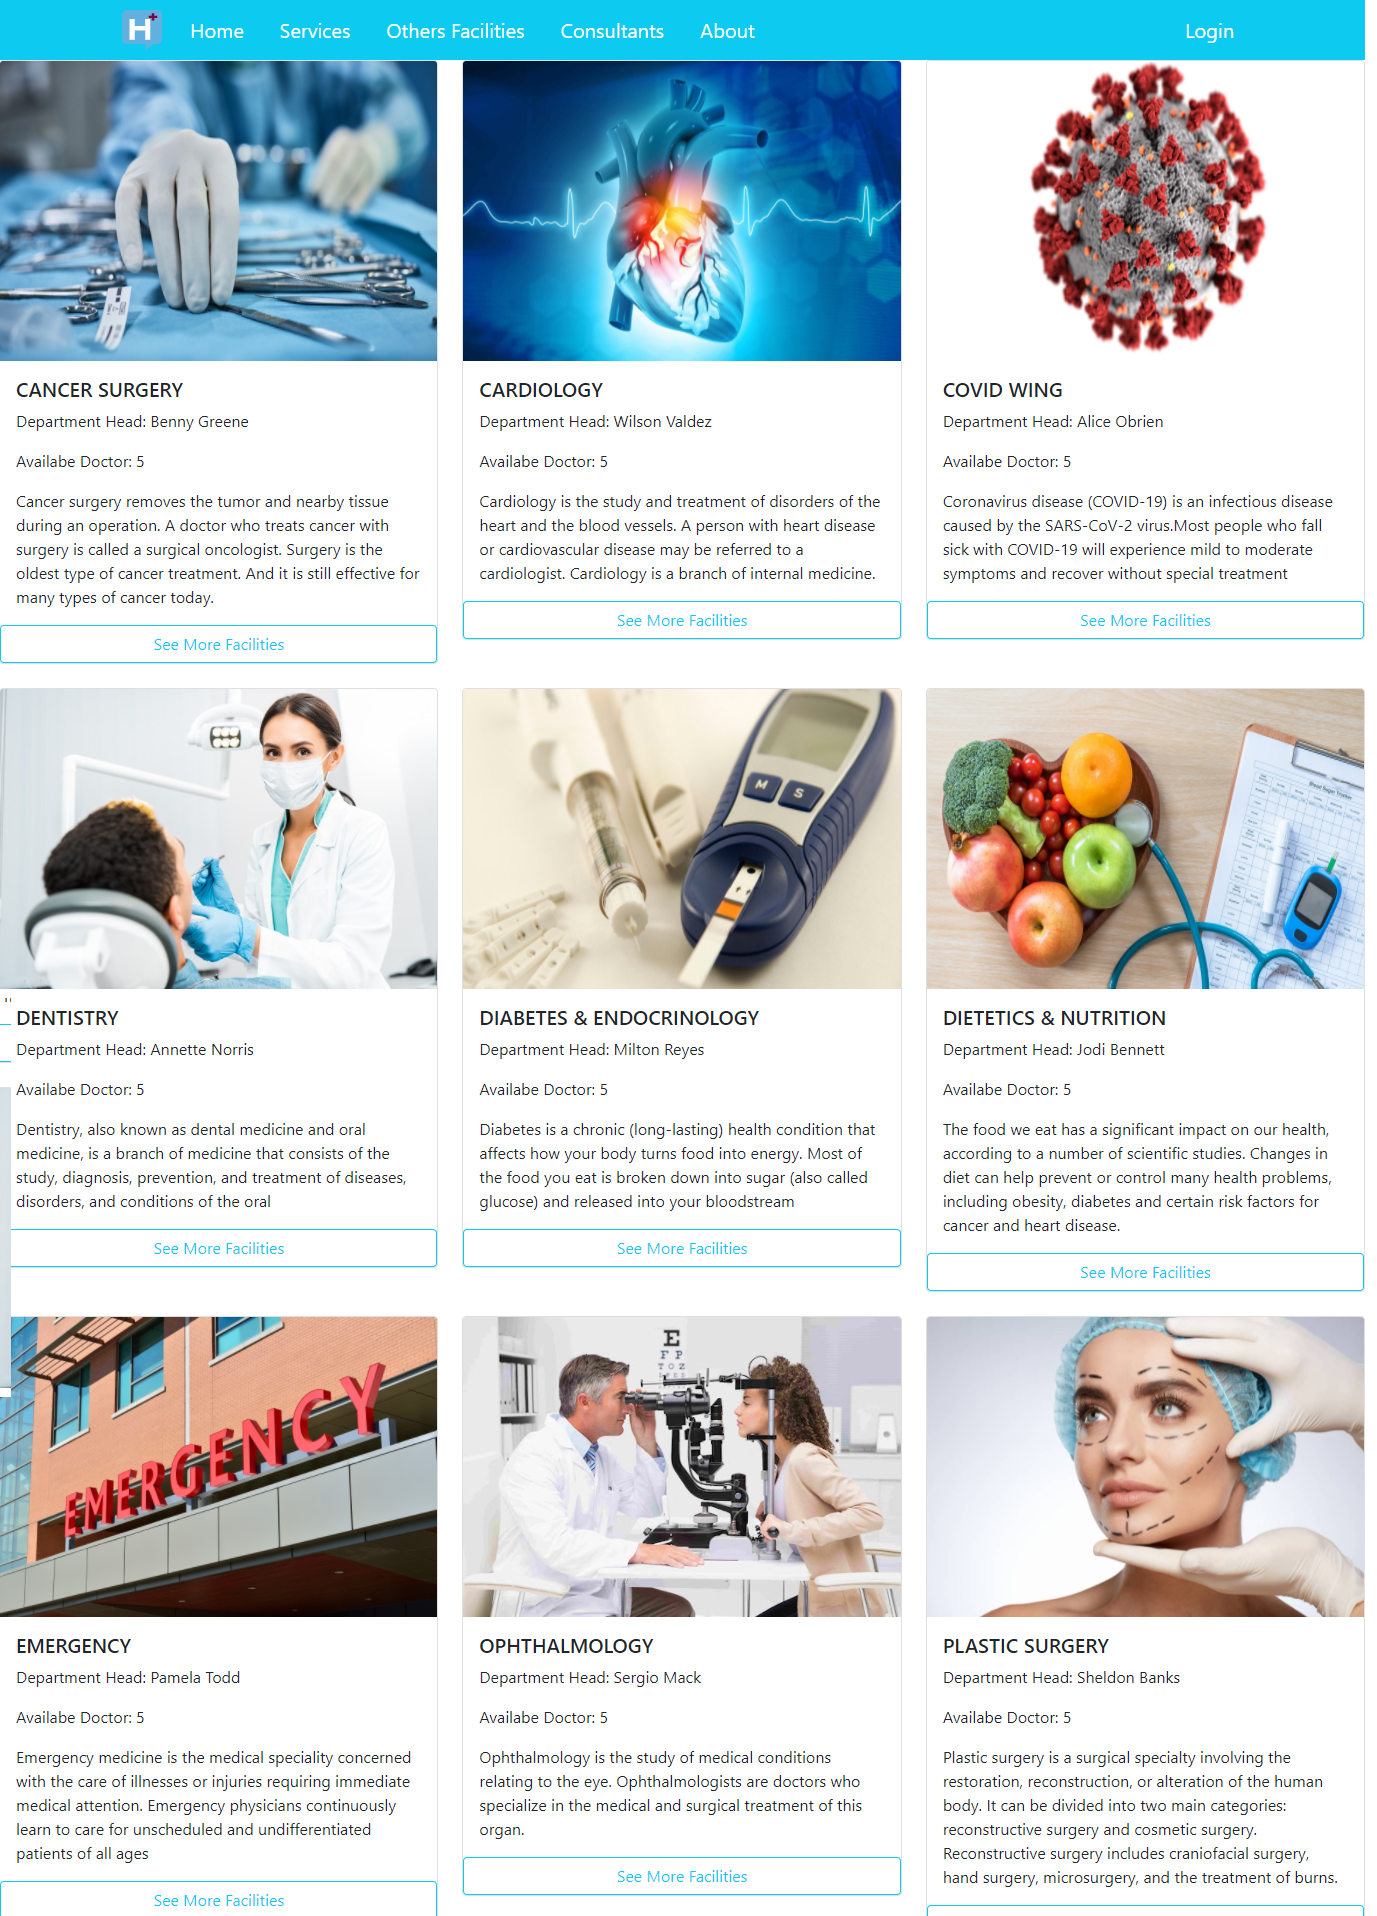 H
Home Services Others Facilities Consultants About Login
CANCER SURGERY
Department Head: Benny Greene
Availabe Doctor: 5
Cancer surgery removes the tumor and nearby tissue
during an operation. A doctor who treats cancer with
surgery is called a surgical oncologist. Surgery is the
oldest type of cancer treatment. And it is still effective for
many types of cancer today.
See More Facilities
CARDIOLOGY
Department Head: Wilson Valdez
Availabe Doctor: 5
Cardiology is the study and treatment of disorders of the
heart and the blood vessels. A person with heart disease
or cardiovascular disease may be referred to a
cardiologist. Cardiology is a branch of internal medicine.
See More Facilities
COVID WING
Department Head: Alice Obrien
Availabe Doctor: 5
Coronavirus disease (COVID-19) is an infectious disease
caused by the SARS-CoV-2 virus.Most people who fall
sick with COVID-19 will experience mild to moderate
symptoms and recover without special treatment
See More Facilities
DENTISTRY
Department Head: Annette Norris
Availabe Doctor: 5
Dentistry, also known as dental medicine and oral
medicine, is a branch of medicine that consists of the
study, diagnosis, prevention, and treatment of diseases,
disorders, and conditions of the oral
See More Facilities
M S
DIABETES & ENDOCRINOLOGY
Department Head: Milton Reyes
Availabe Doctor: 5
Diabetes is a chronic (long-lasting) health condition that
affects how your body turns food into energy. Most of
the food you eat is broken down into sugar (also called
glucose) and released into your bloodstream
See More Facilities
DIETETICS & NUTRITION
Department Head: Jodi Bennett
Availabe Doctor: 5
The food we eat has a significant impact on our health,
according to a number of scientific studies. Changes in
diet can help prevent or control many health problems,
including obesity, diabetes and certain risk factors for
cancer and heart disease.
See More Facilities
EMERGENCY
EMERGENCY
Department Head: Pamela Todd
Availabe Doctor: 5
Emergency medicine is the medical speciality concerned
with the care of illnesses or injuries requiring immediate
medical attention. Emergency physicians continuously
learn to care for unscheduled and undifferentiated
patients of all ages
See More Facilities
E
F P
T O Z
OPHTHALMOLOGY
Department Head: Sergio Mack
Availabe Doctor: 5
Ophthalmology is the study of medical conditions
relating to the eye. Ophthalmologists are doctors who
specialize in the medical and surgical treatment of this
organ.
See More Facilities
PLASTIC SURGERY
Department Head: Sheldon Banks
Availabe Doctor: 5
Plastic surgery is a surgical specialty involving the
restoration, reconstruction, or alteration of the human
body. It can be divided into two main categories:
reconstructive surgery and cosmetic surgery.
Reconstructive surgery includes craniofacial surgery,
hand surgery, microsurgery, and the treatment of burns.